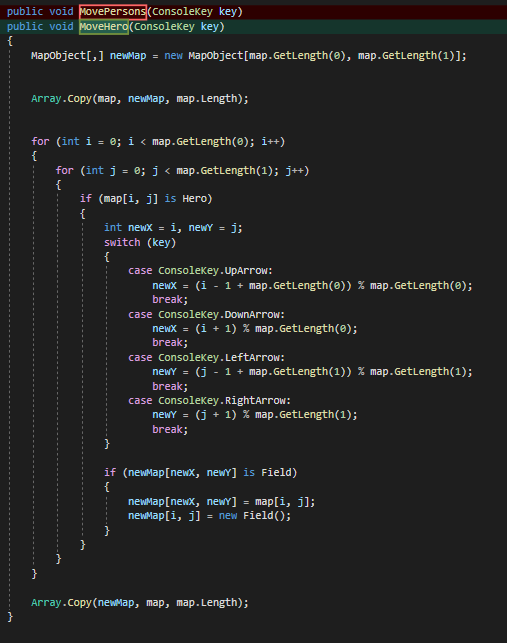 public void MovePersons(ConsoleKey key)
public void MoveHero(ConsoleKey key)
{
    MapObject[,] newMap = new MapObject[map.GetLength(0), map.GetLength(1)];
    Array.Copy(map, newMap, map.Length);
    for (int i = 0; i < map.GetLength(0); i++)
    {
        for (int j = 0; j < map.GetLength(1); j++)
        {
            if (map[i, j] is Hero)
            {
                int newX = i, newY = j;
                switch (key)
                {
                    case ConsoleKey.UpArrow:
                        newX = (i - 1 + map.GetLength(0)) % map.GetLength(0);
                        break;
                    case ConsoleKey.DownArrow:
                        newX = (i + 1) % map.GetLength(0);
                        break;
                    case ConsoleKey.LeftArrow:
                        newY = (j - 1 + map.GetLength(1)) % map.GetLength(1);
                        break;
                    case ConsoleKey.RightArrow:
                        newY = (j + 1) % map.GetLength(1);
                        break;
                }
                if (newMap[newX, newY] is Field)
                {
                    newMap[newX, newY] = map[i, j];
                    newMap[i, j] = new Field();
                }
            }
        }
    }
    Array.Copy(newMap, map, map.Length);
}